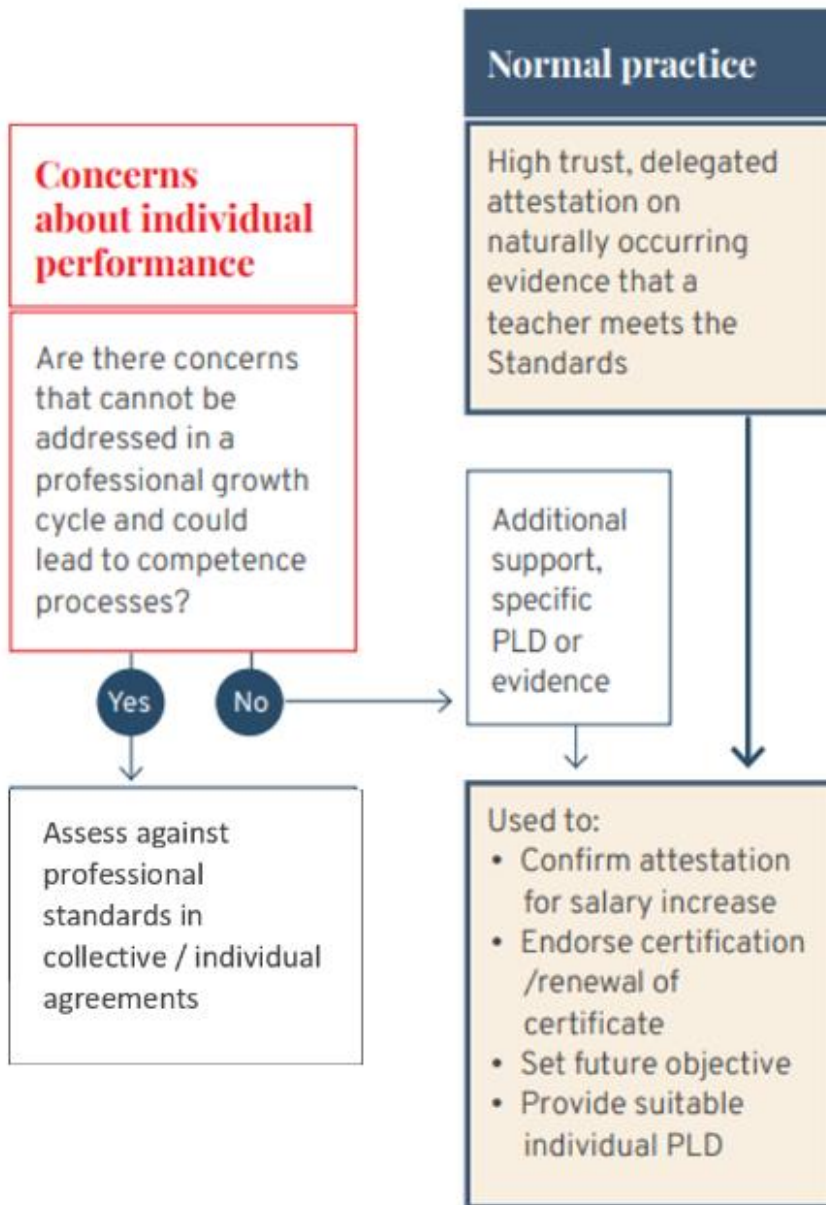 Normal practice
High trust, delegated
attestation on
naturally occurring
evidence that a
teacher meets the
Standards
Concerns
about individual
performance
Are there concerns
that cannot be
addressed in a
professional growth
cycle and could
lead to competence
processes?
Yes
No
Additional
support,
specific
PLD or
evidence
Assess against
professional
standards in
collective / individual
agreements
Used to:
• Confirm attestation
for salary increase
• Endorse certification
/renewal of
certificate
• Set future objective
• Provide suitable
individual PLD